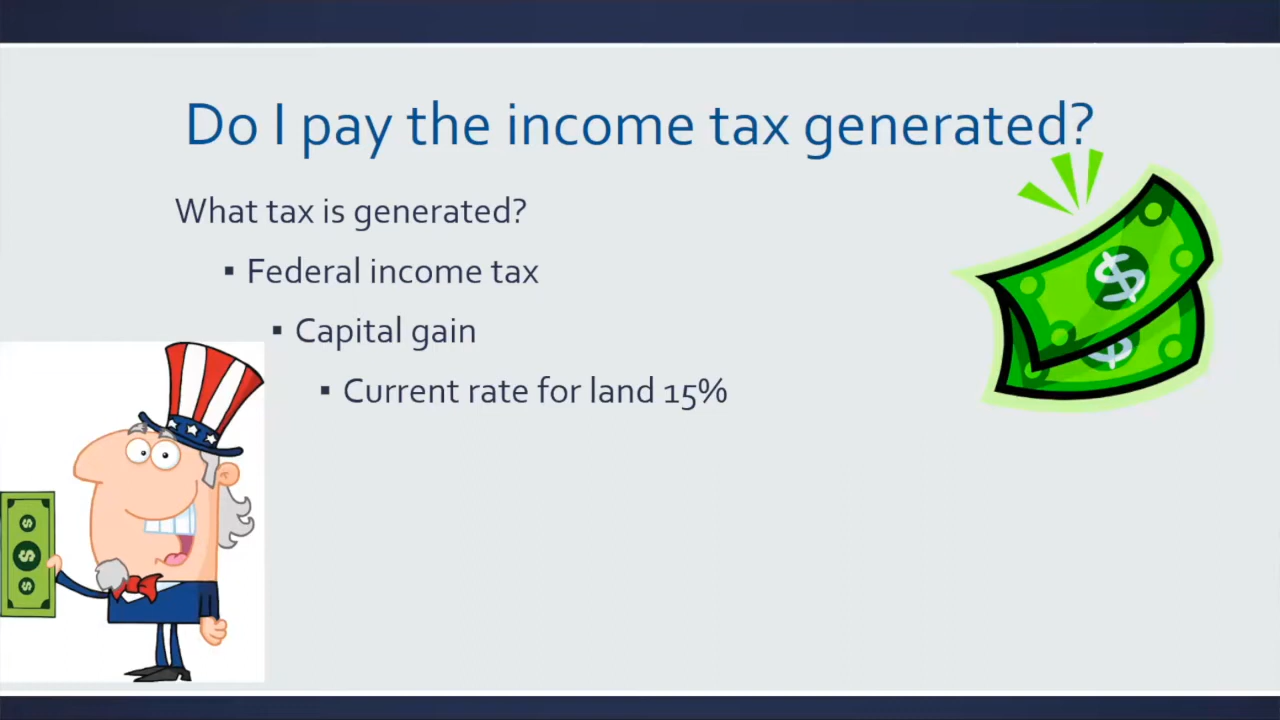 Do I pay the income tax generated?
What tax is generated?
▪ Federal income tax
▪ Capital gain
▪ Current rate for land 15%
$
$
$
$
$